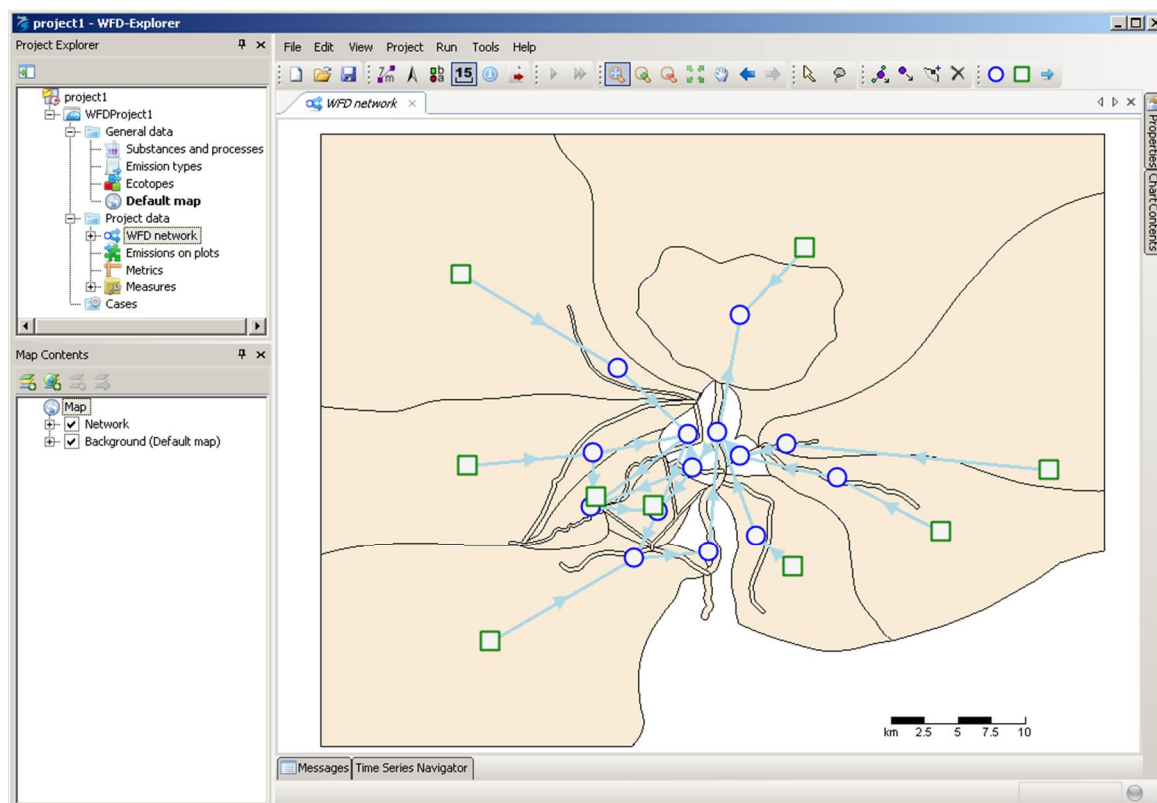 project1 - WFD-Explorer
Project Explorer
project1
WFDProject1
General data
Substances and processes
Emission types
Ecotopes
Default map
Project data
WFD network
Emissions on plots
Metrics
Measures
Cases
Map Contents
Map
Network
Background (Default map)
File Edit View Project Run Tools Help
15
WFD network
Properties
ChartContents
km 2.5 5 7.5 10
Messages Time Series Navigator